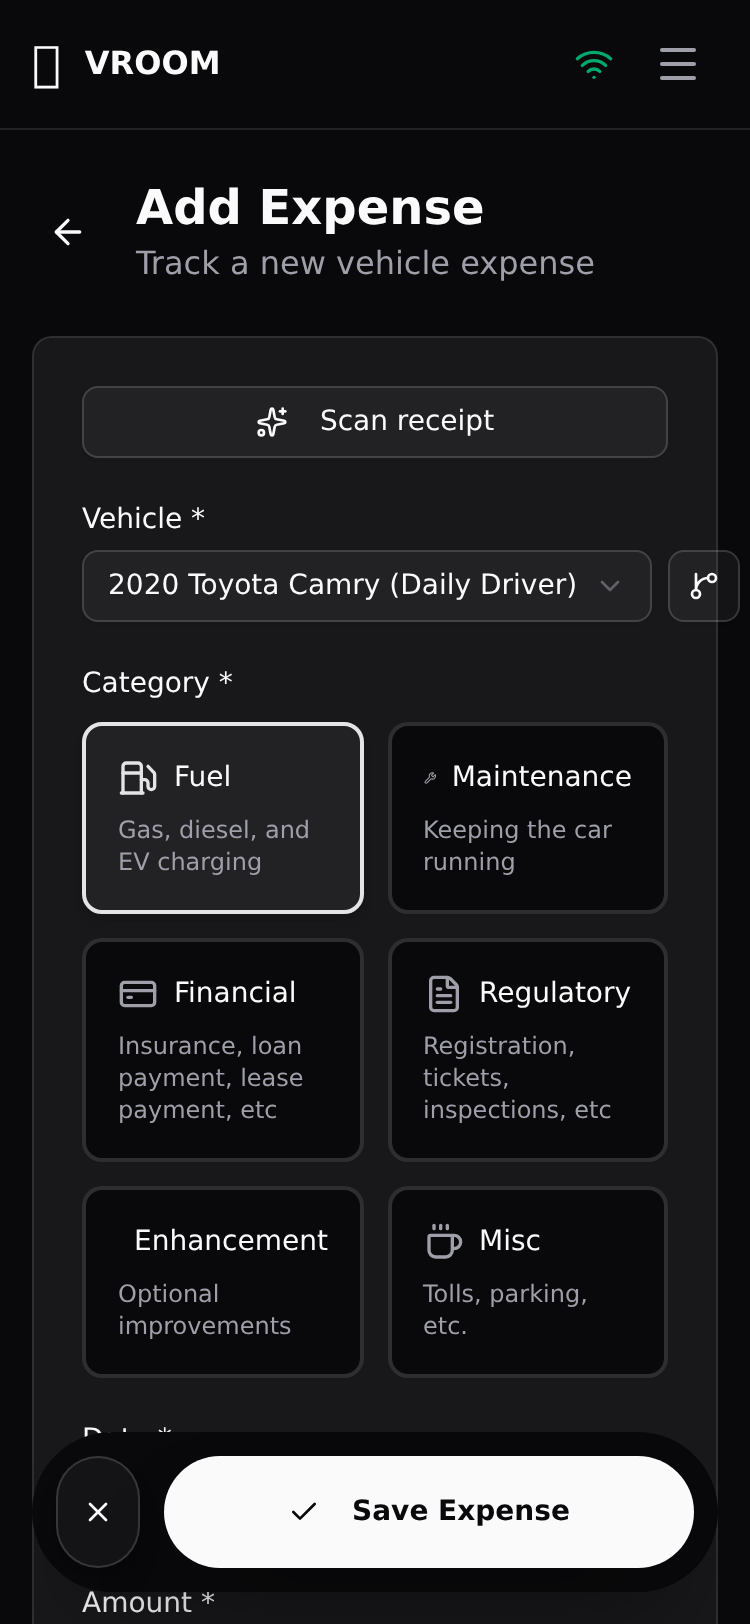 VROOM
Add Expense
Track a new vehicle expense
Scan receipt
Vehicle *
2020 Toyota Camry (Daily Driver)
Category *
Fuel
Gas, diesel, and
EV charging
Maintenance
Keeping the car
running
Financial
Insurance, loan
payment, lease
payment, etc
Regulatory
Registration,
tickets,
inspections, etc
Enhancement
Optional
improvements
Misc
Tolls, parking,
etc.
Save Expense
Amount *